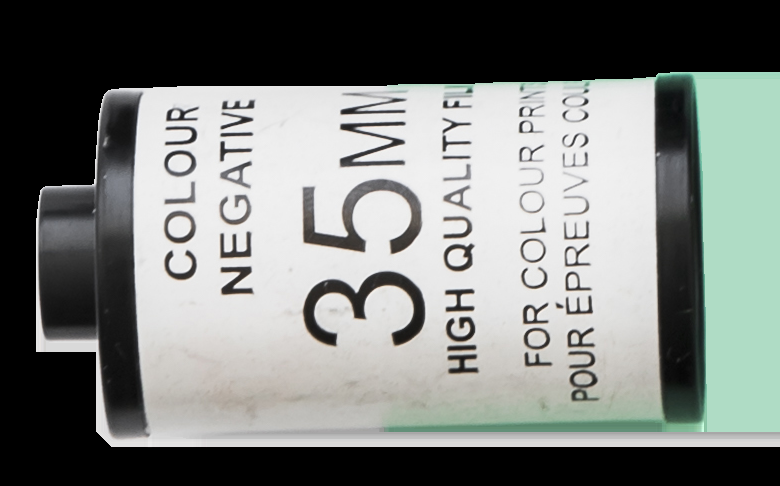 COLOUR
NEGATIVE
35MM
HIGH QUALITY
FOR COLOUR
POUR ÉPREUVES